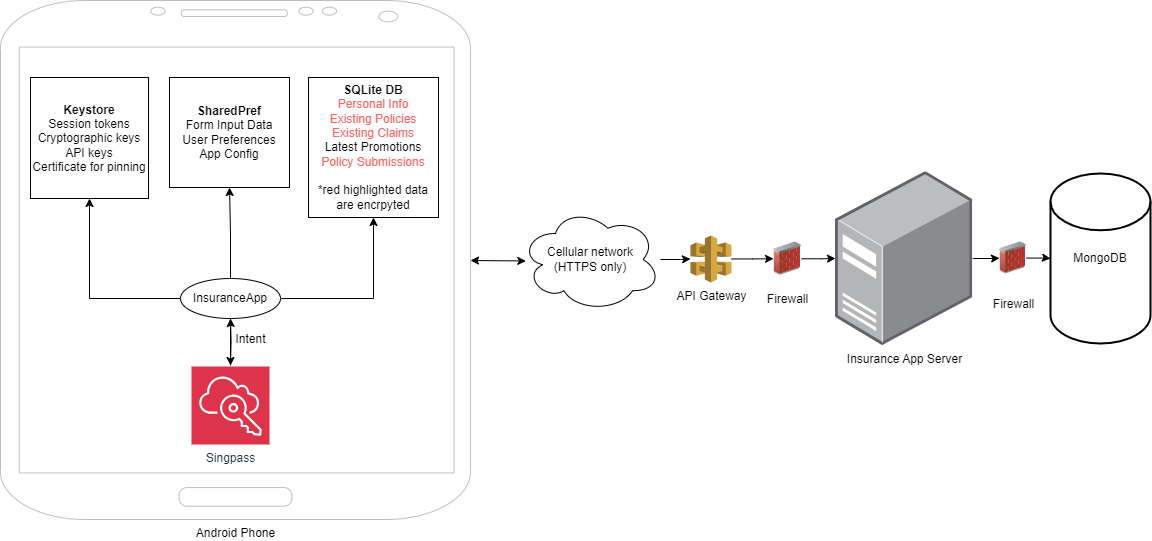 Keystore
Session tokens
Cryptographic keys
API keys
Certificate for pinning
SharedPref
Form Input Data
User Preferences
App Config
SQLite DB
Personal Info
Existing Policies
Existing Claims
Latest Promotions
Policy Submissions
*red highlighted data
are encrpyted
InsuranceApp
Intent
Singpass
Android Phone
Cellular network
(HTTPS only)
API Gateway
Firewall
Insurance App Server
Firewall
MongoDB